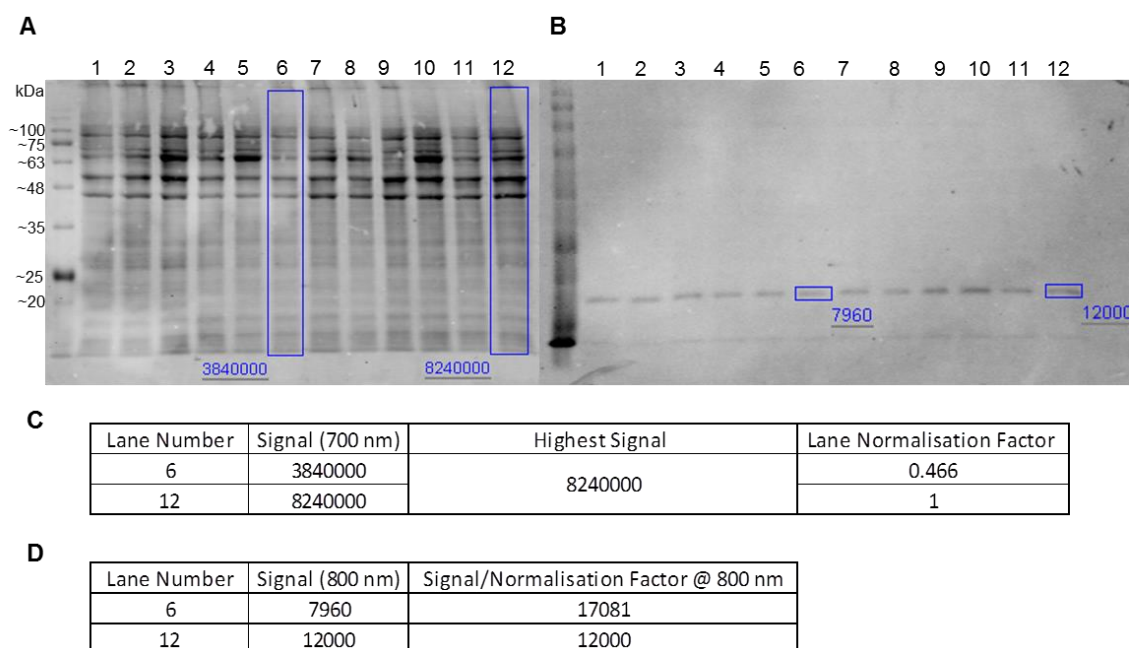 A
B
1 2 3 4 5 6 7 8 9 10 11 12
1 2 3 4 5 6 7 8 9 10 11 12
kDa
~100
~75
~63
~48
~35
~25
~20
3840000
8240000
7960
12000
C
Lane Number Signal (700 nm) Highest Signal Lane Normalisation Factor
6 3840000 8240000 0.466
12 8240000 1
D
Lane Number Signal (800 nm) Signal/Normalisation Factor @ 800 nm
6 7960 17081
12 12000 12000